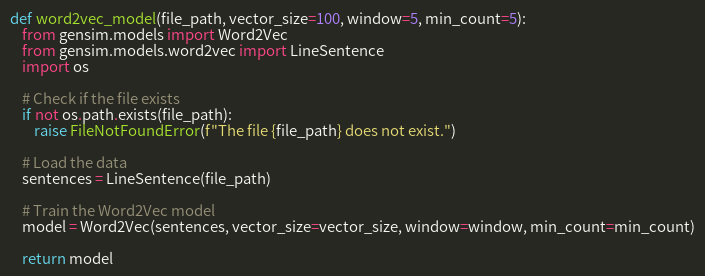 def word2vec_model(file_path, vector_size=100, window=5, min_count=5):
from gensim.models import Word2Vec
from gensim.models.word2vec import LineSentence
import os
# Check if the file exists
if not os.path.exists(file_path):
raise FileNotFoundError(f"The file {file_path} does not exist.")
# Load the data
sentences = LineSentence(file_path)
# Train the Word2Vec model
model = Word2Vec(sentences, vector_size=vector_size, window=window, min_count=min_count)
return model